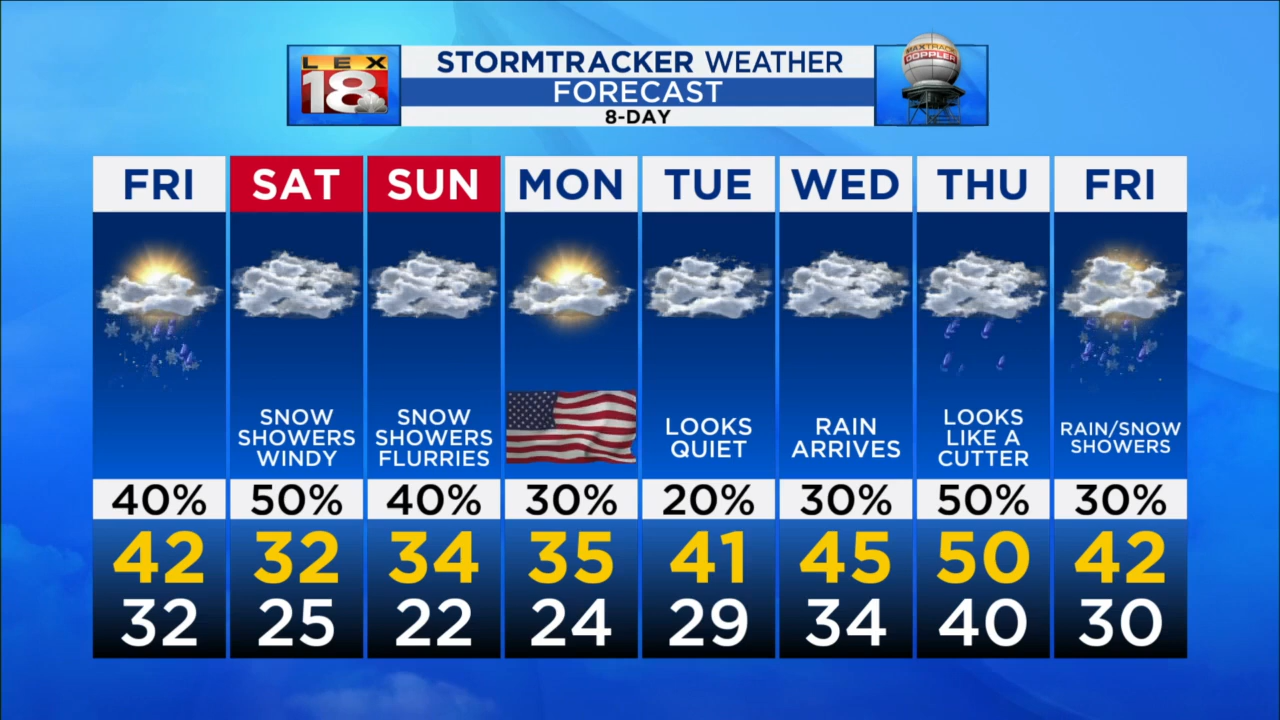 LEX
18
STORMTRACKER WEATHER
FORECAST
8-DAY
MAXTRACK
DOPPLER
FRI
SAT
SUN
MON
TUE
WED
THU
FRI
SNOW
SHOWERS
WINDY
SNOW
SHOWERS
FLURRIES
LOOKS
QUIET
RAIN
ARRIVES
LOOKS
LIKE A
CUTTER
RAIN/SNOW
SHOWERS
40%
50%
40%
30%
20%
30%
50%
30%
42
32
34
35
41
45
50
42
32
25
22
24
29
34
40
30